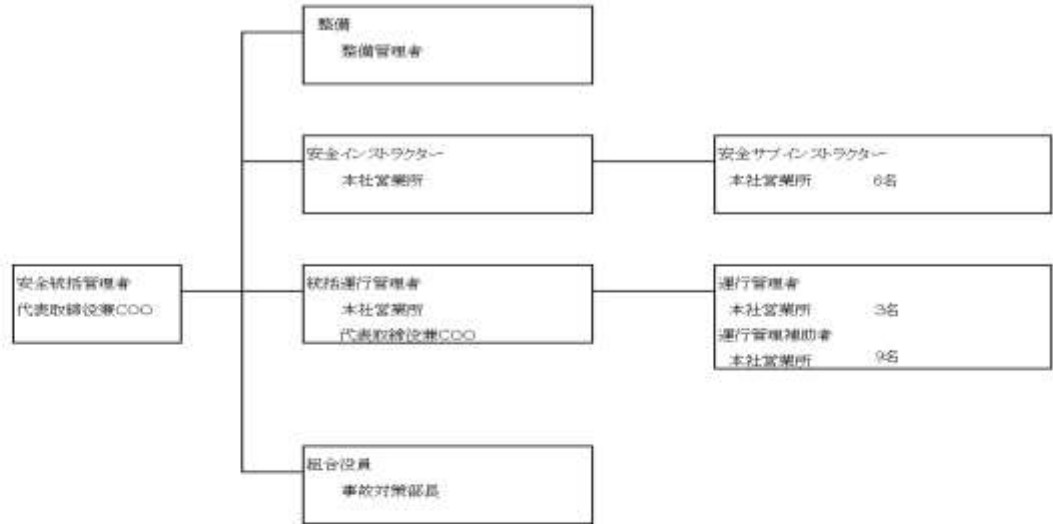 整備
整備管理者
安全インストラクター
本社営業所
安全サブインストラクター
本社営業所 6名
安全統括管理者
代表取締役兼COO
統括運行管理者
本社営業所
代表取締役兼COO
運行管理者
本社営業所 3名
運行管理補助者
本社営業所 9名
組合役員
事故対策部長